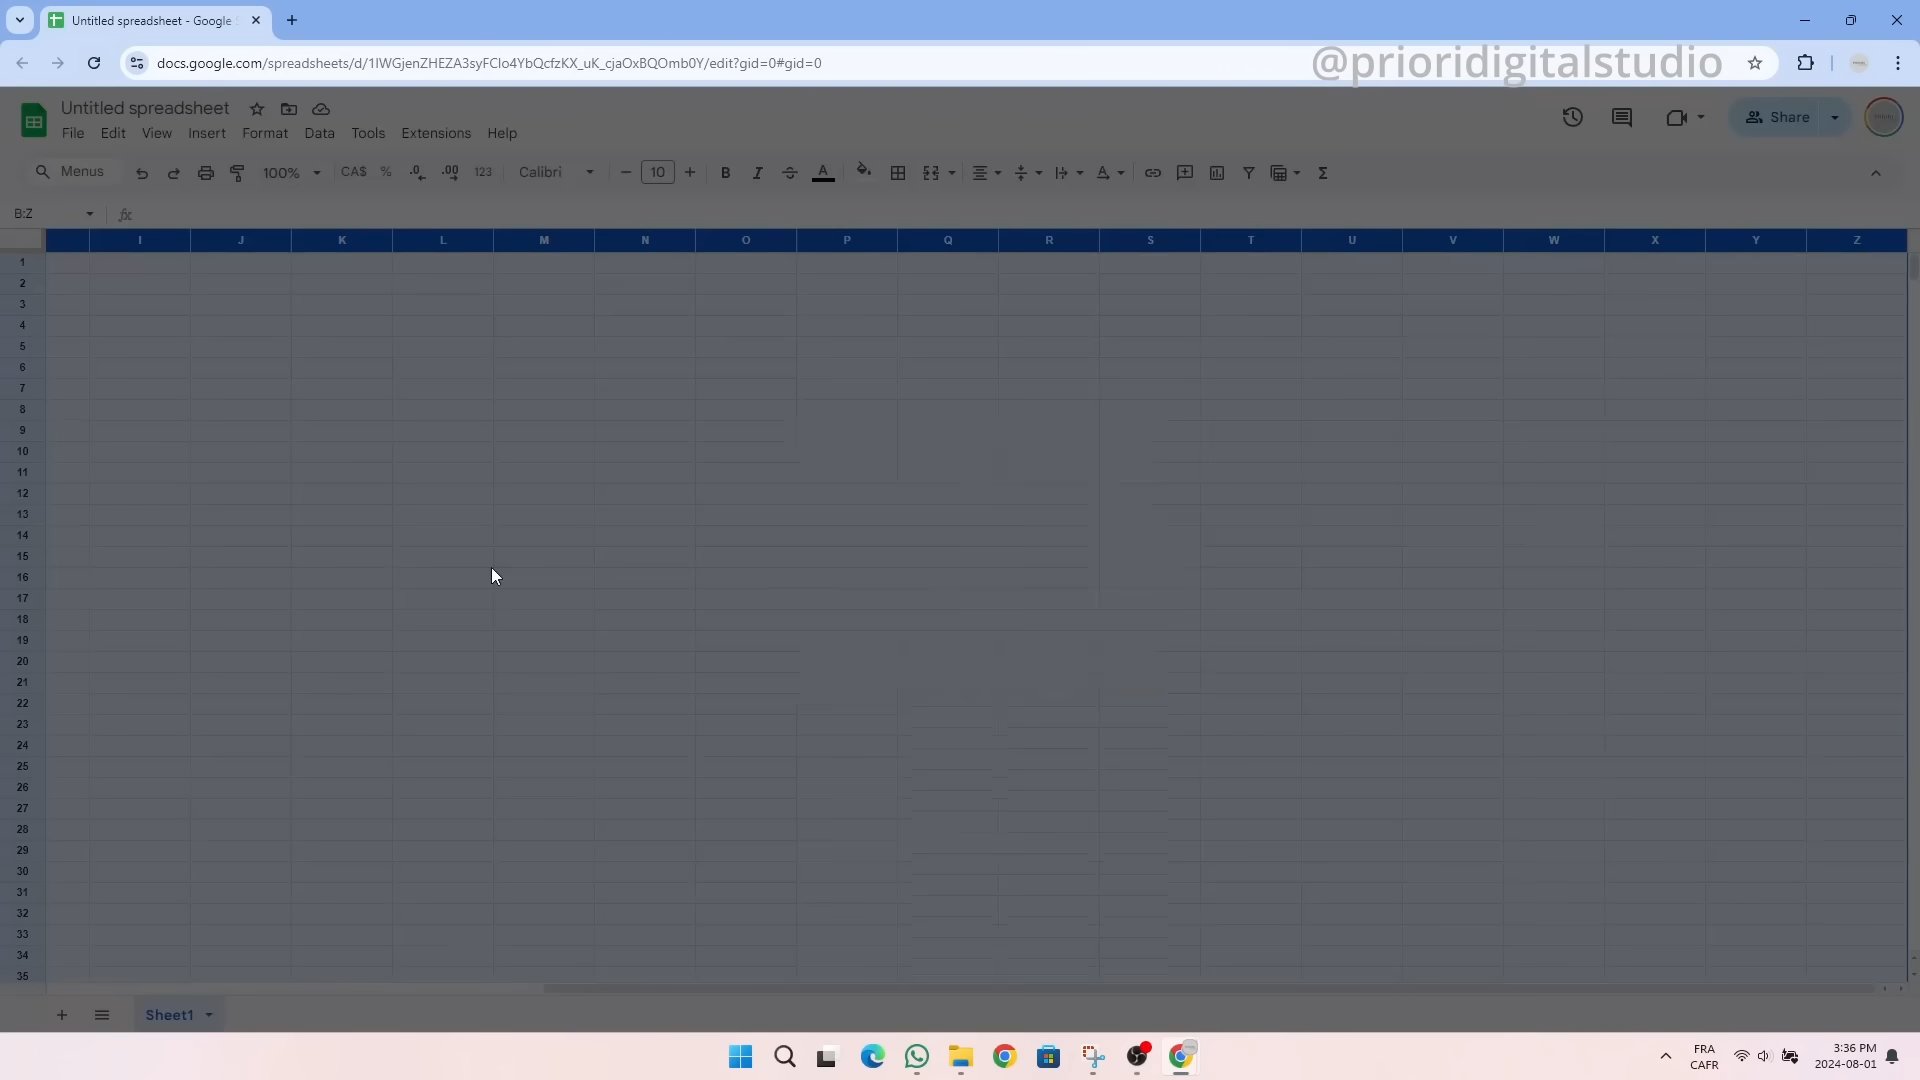 Untitled spreadsheet - Google S
docs.google.com/spreadsheets/d/1IWGjenZHEZA3syFClo4YbQcfzKX_uK_cjaOxBQOmb0Y/edit?gid=0#gid=0
@prioridigitalstudio
Untitled spreadsheet
File Edit View Insert Format Data Tools Extensions Help
Share
Menus 100% CA$ % .0 .00 123 Calibri 10 B I S A Σ
B:Z fx
I J K L M N O P Q R S T U V W X Y Z
1
2
3
4
5
6
7
8
9
10
11
12
13
14
15
16
17
18
19
20
21
22
23
24
25
26
27
28
29
30
31
32
33
34
35
Sheet1
FRA
CAFR
3:36 PM
2024-08-01